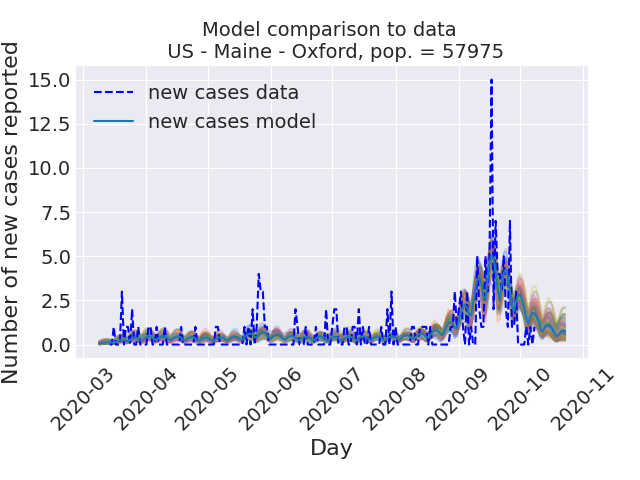 Model comparison to data
US - Maine - Oxford, pop. = 57975
Number of new cases reported
15.0
12.5
10.0
7.5
5.0
2.5
0.0
new cases data
new cases model
2020-03
2020-04
2020-05
2020-06
2020-07
2020-08
2020-09
2020-10
2020-11
Day